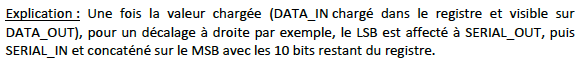 Explication : Une fois la valeur chargée (DATA_IN chargé dans le registre et visible sur
DATA_OUT), pour un décalage à droite par exemple, le LSB est affecté à SERIAL_OUT, puis
SERIAL_IN et concaténé sur le MSB avec les 10 bits restant du registre.